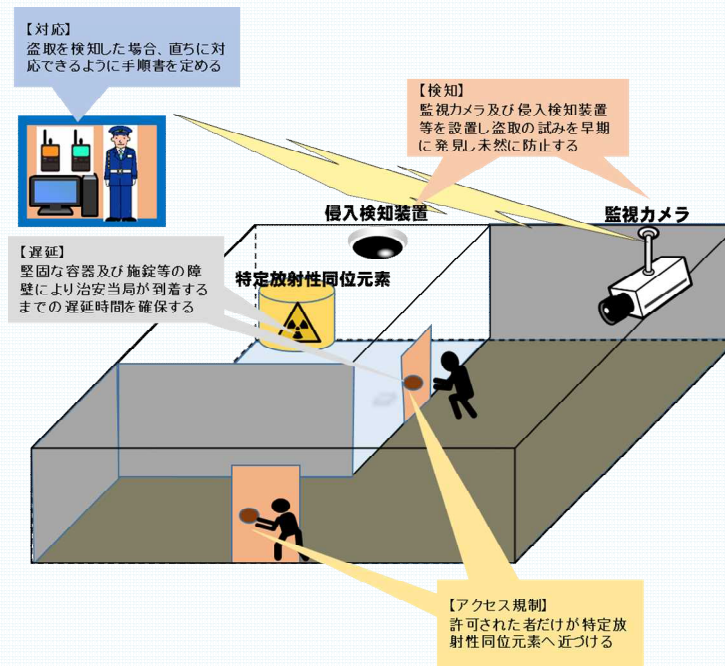 【対応】
盗取を検知した場合、直ちに対
応できるように手順書を定める
【検知】
監視カメラ及び侵入検知装置
等を設置し盗取の試みを早期
に発見し未然に防止する
侵入検知装置
監視カメラ
【遅延】
堅固な容器及び施錠等の障
壁により治安当局が到着する
までの遅延時間を確保する
特定放射性同位元素
【アクセス規制】
許可された者だけが特定放
射性同位元素へ近づける